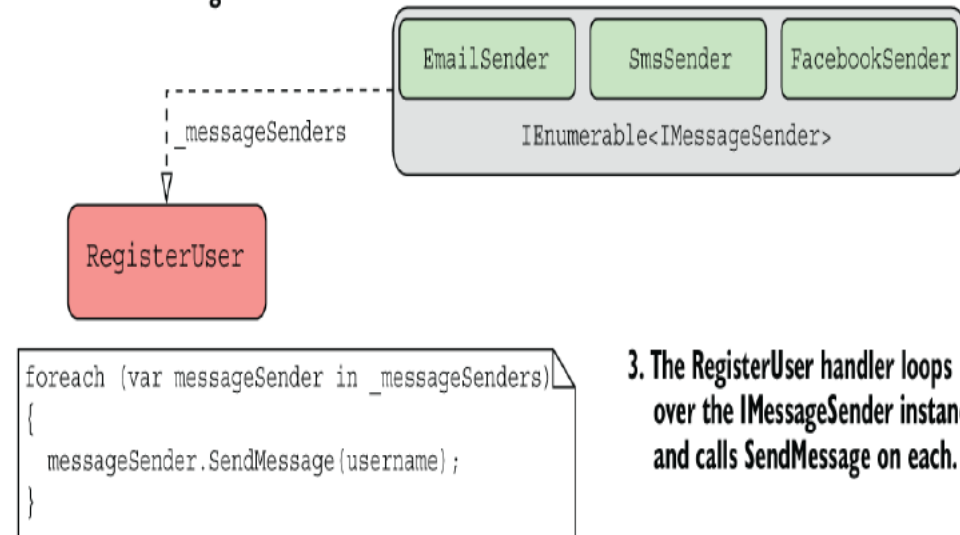 EmailSender SmsSender FacebookSender
IEnumerable<IMessageSender>
_messageSenders
RegisterUser
foreach (var messageSender in _messageSenders)
{
messageSender.SendMessage(username);
}
3. The RegisterUser handler loops
over the IMessageSender
and calls SendMessage on each.